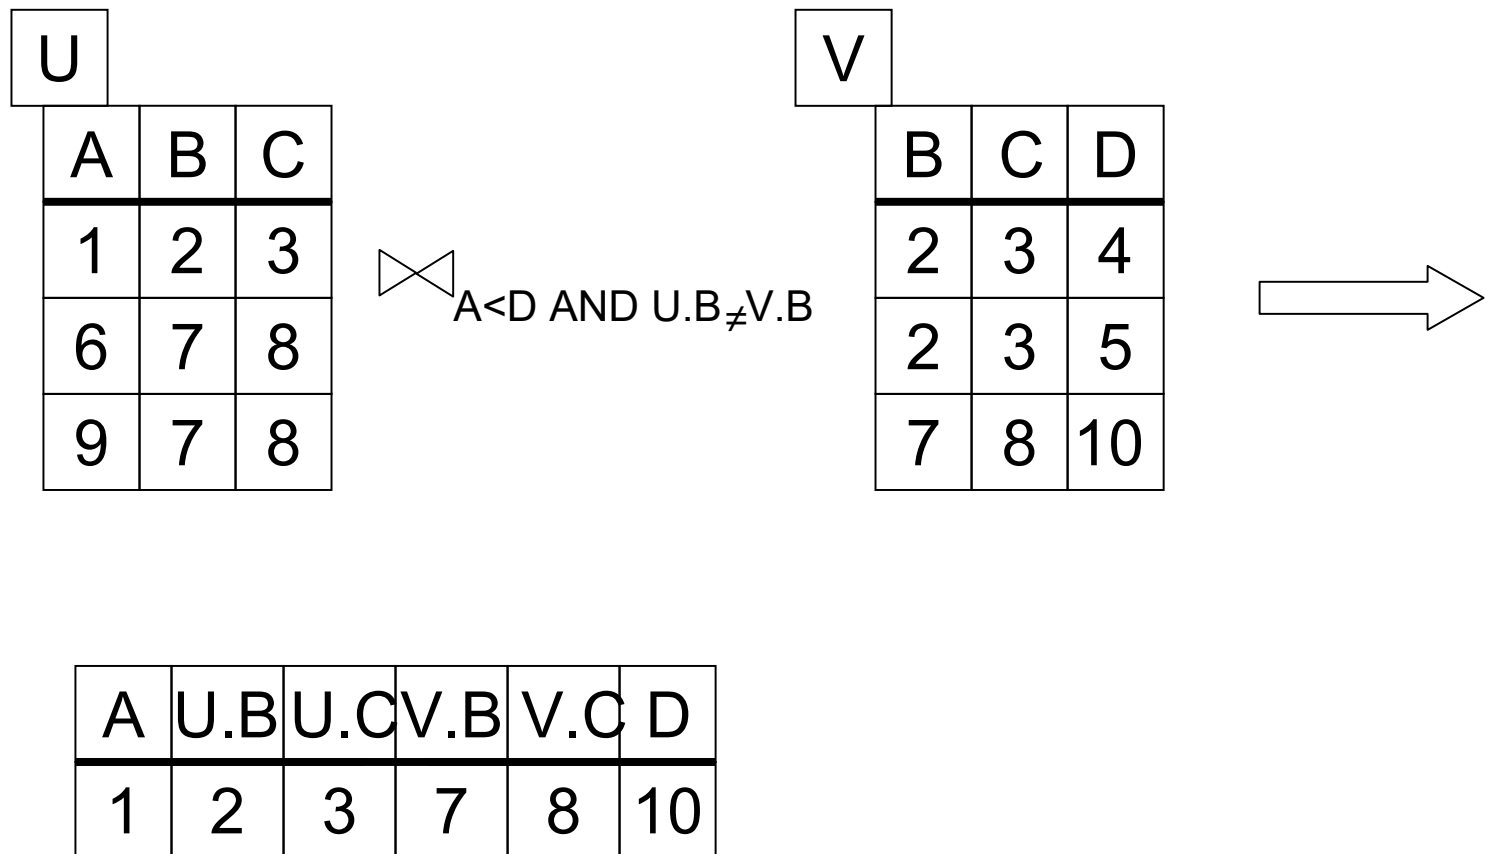 U V
A B C B C D
1 2 3 2 3 4
⋈A<D AND U.B≠V.B
6 7 8 2 3 5
9 7 8 7 8 10
A U.B U.C V.B V.C D
1 2 3 7 8 10